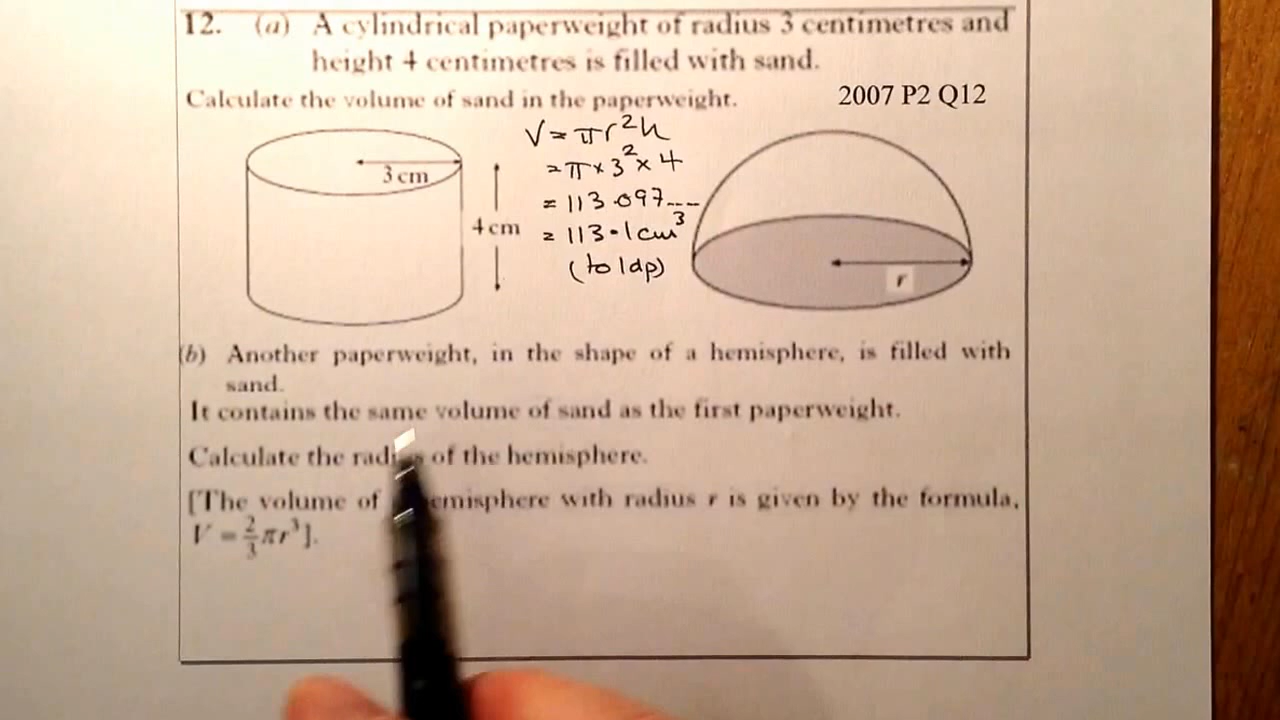 12. (a) A cylindrical paperweight of radius 3 centimetres and
height 4 centimetres is filled with sand.
Calculate the volume of sand in the paperweight.
2007 P2 Q12
3 cm
4 cm
V = πr²h
= π × 3² × 4
= 113.097---
= 113.1cm³
(to 1dp)
r
(b) Another paperweight, in the shape of a hemisphere, is filled with
sand.
It contains the same volume of sand as the first paperweight.
Calculate the radius of the hemisphere.
[The volume of hemisphere with radius r is given by the formula,
V = 2/3 πr³].